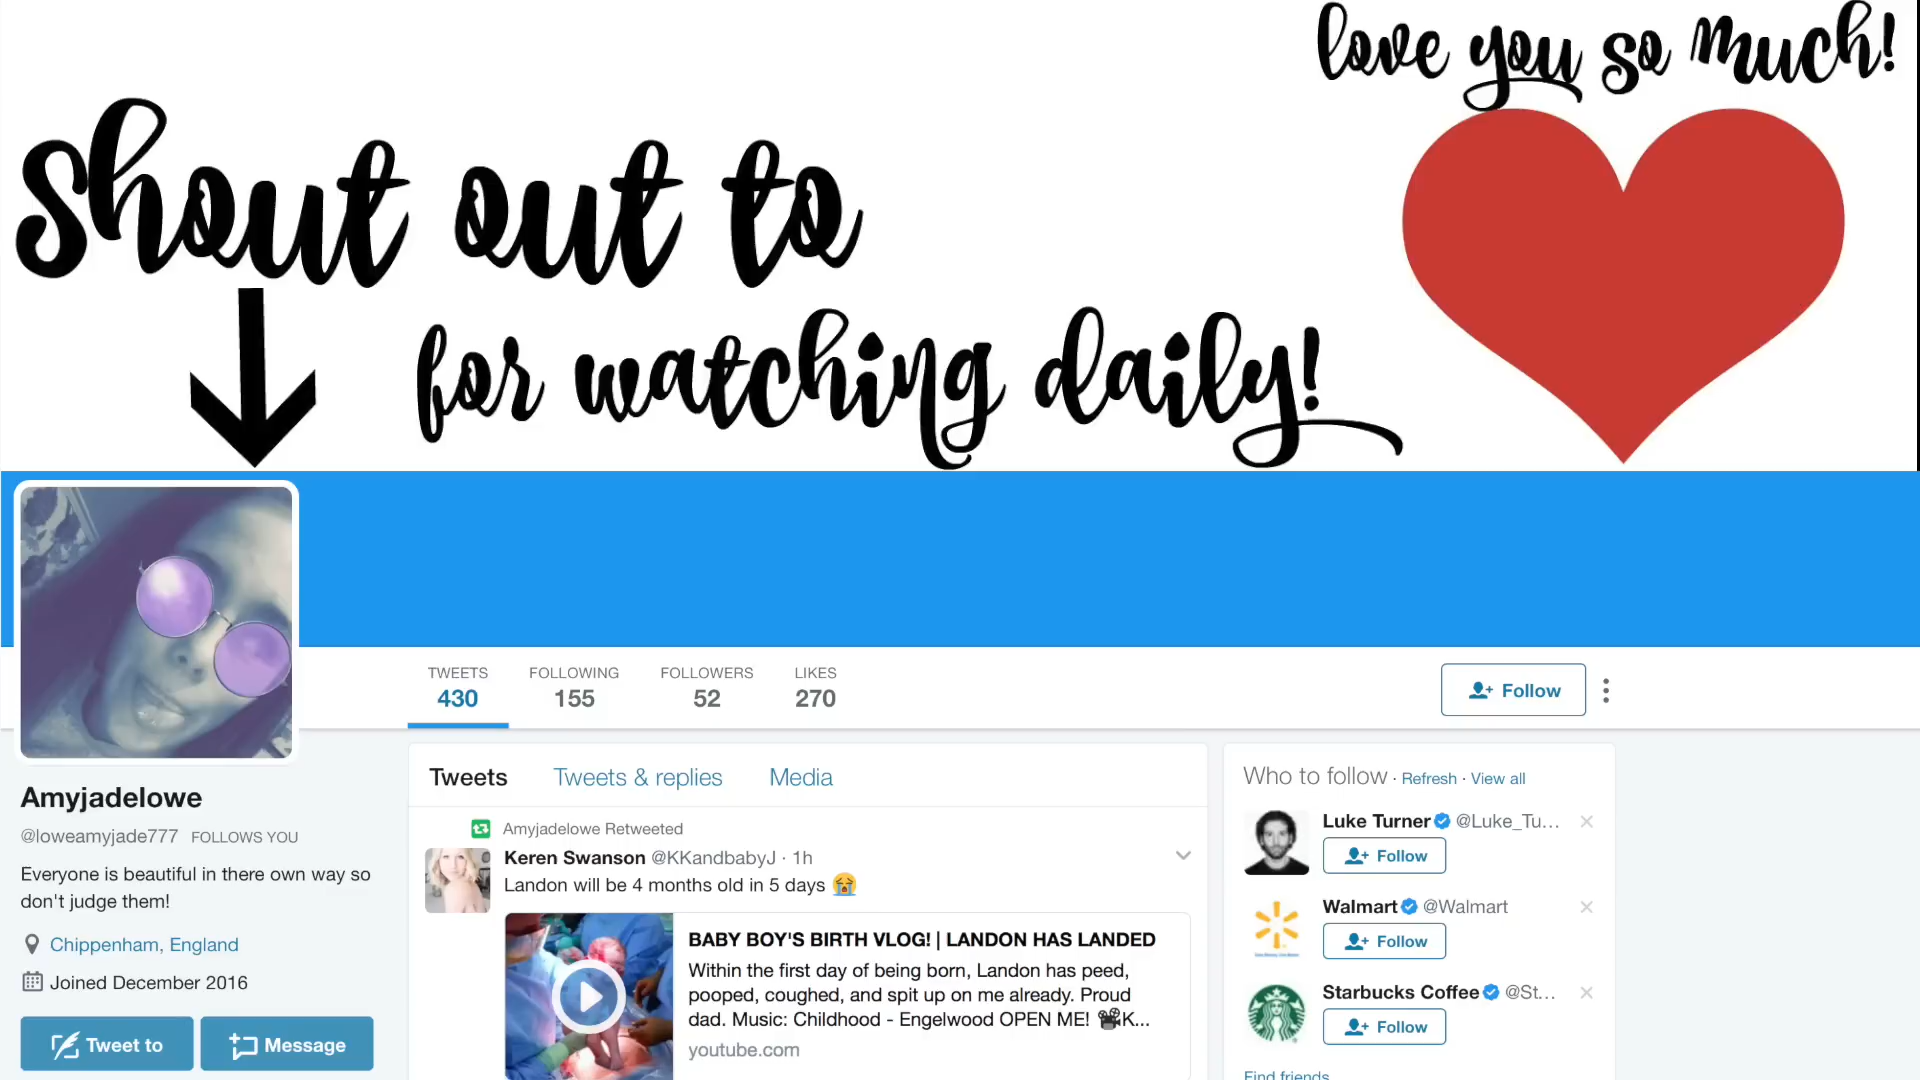 love you so much!
Shout out to
for watching daily!
TWEETS FOLLOWING FOLLOWERS LIKES
430 155 52 270
Follow
Amyjadelowe
@loweamyjade777 FOLLOWS YOU
Everyone is beautiful in there own way so
don't judge them!
Chippenham, England
Joined December 2016
Tweet to Message
Tweets Tweets & replies Media
Amyjadelowe Retweeted
Keren Swanson @KKandbabyJ · 1h
Landon will be 4 months old in 5 days 😭
BABY BOY'S BIRTH VLOG! | LANDON HAS LANDED
Within the first day of being born, Landon has peed,
pooped, coughed, and spit up on me already. Proud
dad. Music: Childhood - Engelwood OPEN ME! 🎥K...
youtube.com
Who to follow · Refresh · View all
Luke Turner @Luke_Tu...
Follow
Walmart @Walmart
Follow
Starbucks Coffee @St...
Follow
Find friends